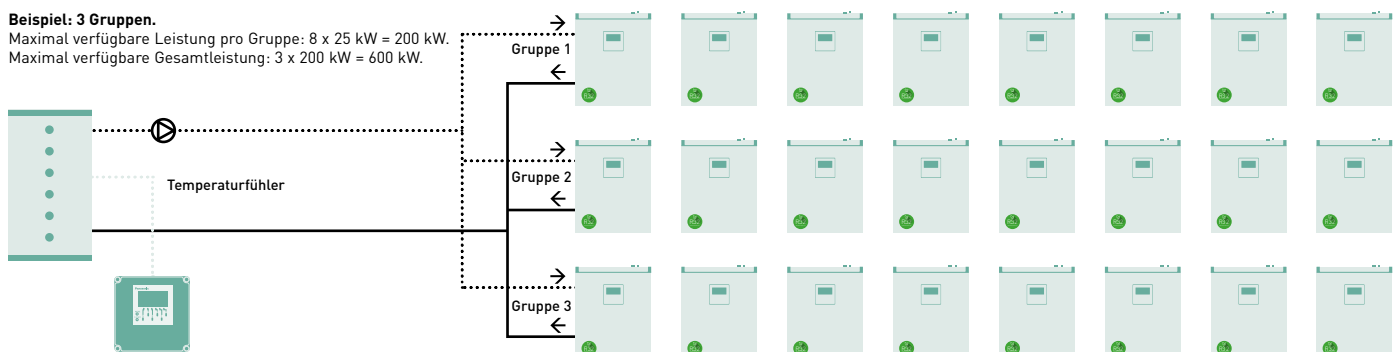 Beispiel: 3 Gruppen.
Maximal verfügbare Leistung pro Gruppe: 8 x 25 kW = 200 kW.
Maximal verfügbare Gesamtleistung: 3 x 200 kW = 600 kW.
Gruppe 1
Temperaturfühler
Gruppe 2
Gruppe 3